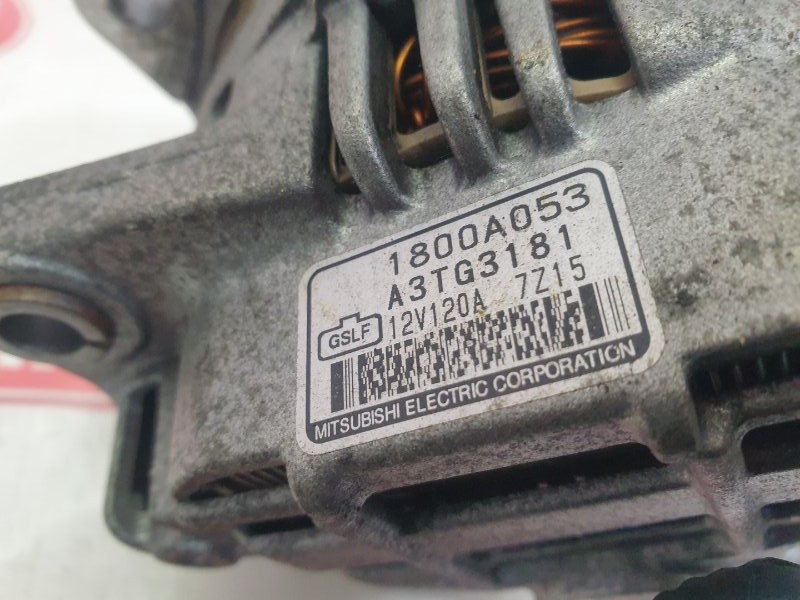 1800A053
A3TG3181
GSLF 12V120A 7Z15
MITSUBISHI ELECTRIC CORPORATION